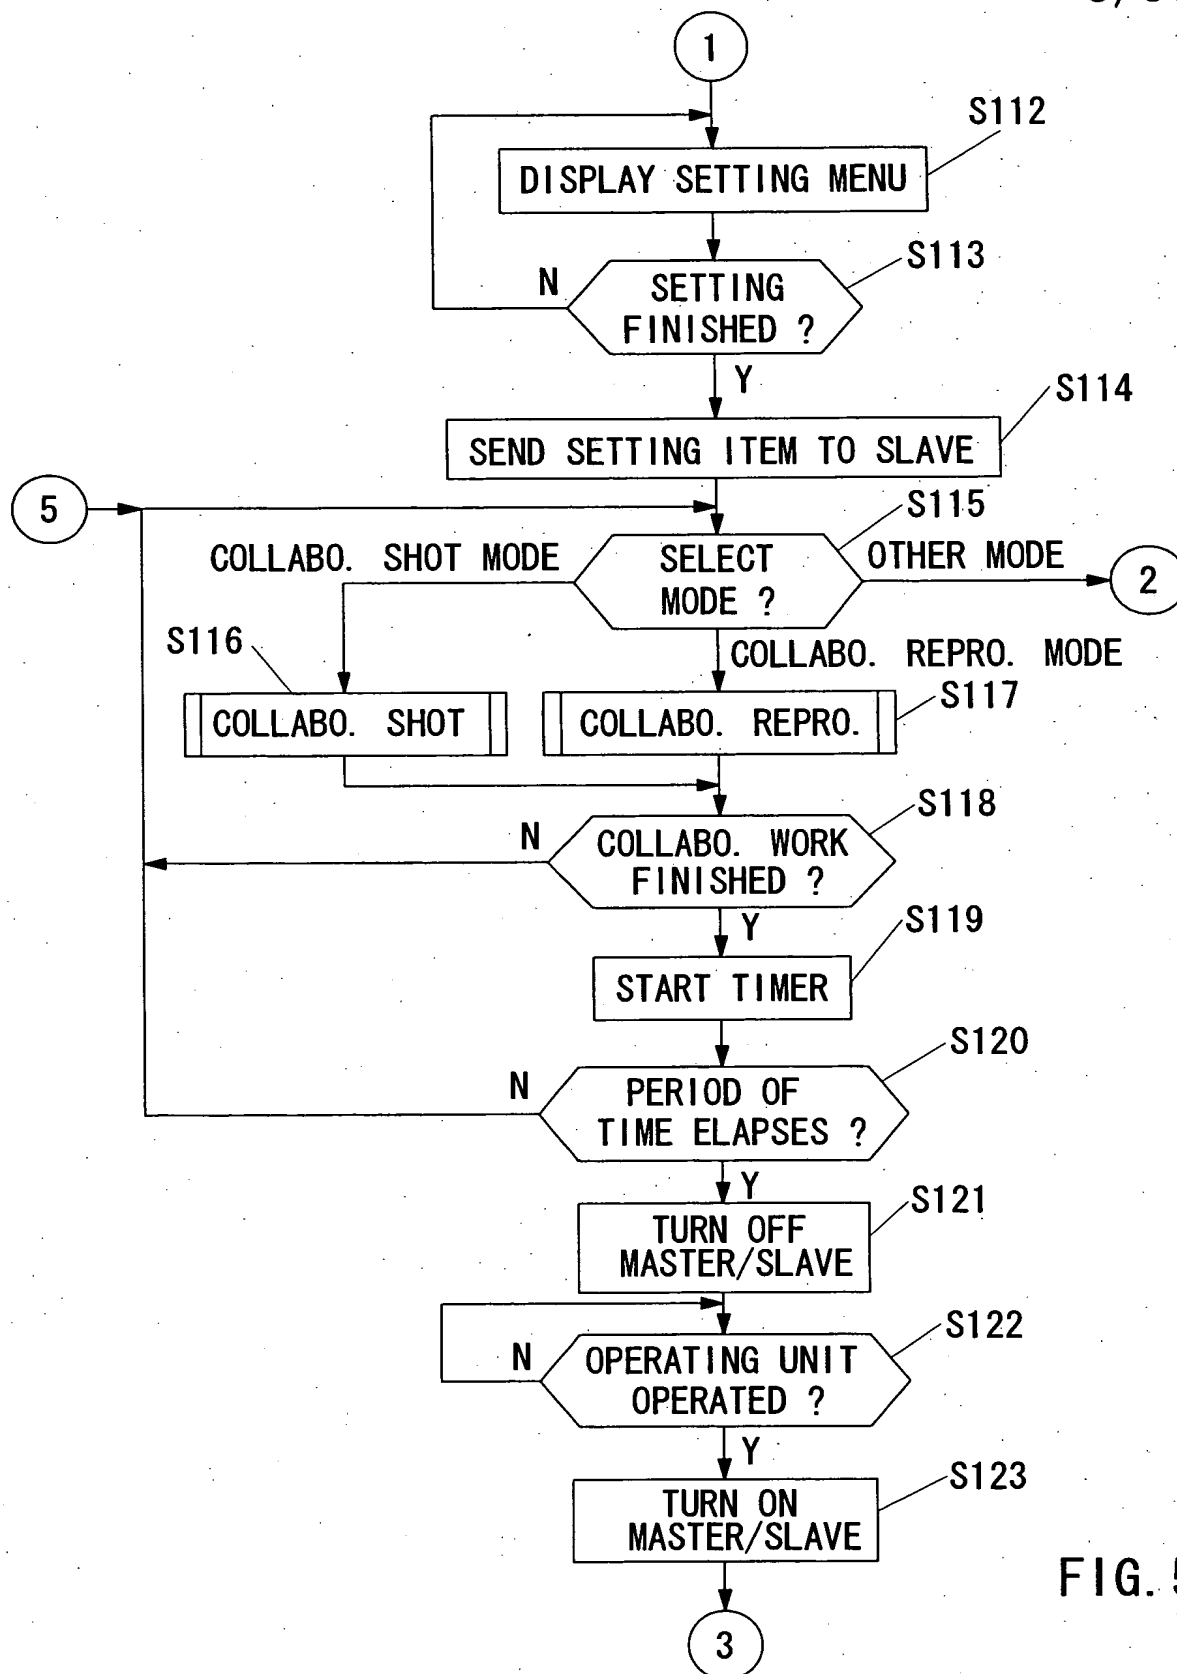 1
S112
DISPLAY SETTING MENU
S113
N
SETTING
FINISHED ?
Y
S114
SEND SETTING ITEM TO SLAVE
5
S115
COLLABO. SHOT MODE
SELECT
MODE ?
OTHER MODE
2
S116
COLLABO. REPRO. MODE
S117
COLLABO. SHOT
COLLABO. REPRO.
S118
N
COLLABO. WORK
FINISHED ?
Y
S119
START TIMER
S120
N
PERIOD OF
TIME ELAPSES ?
Y
S121
TURN OFF
MASTER/SLAVE
S122
N
OPERATING UNIT
OPERATED ?
Y
S123
TURN ON
MASTER/SLAVE
FIG. 5
3